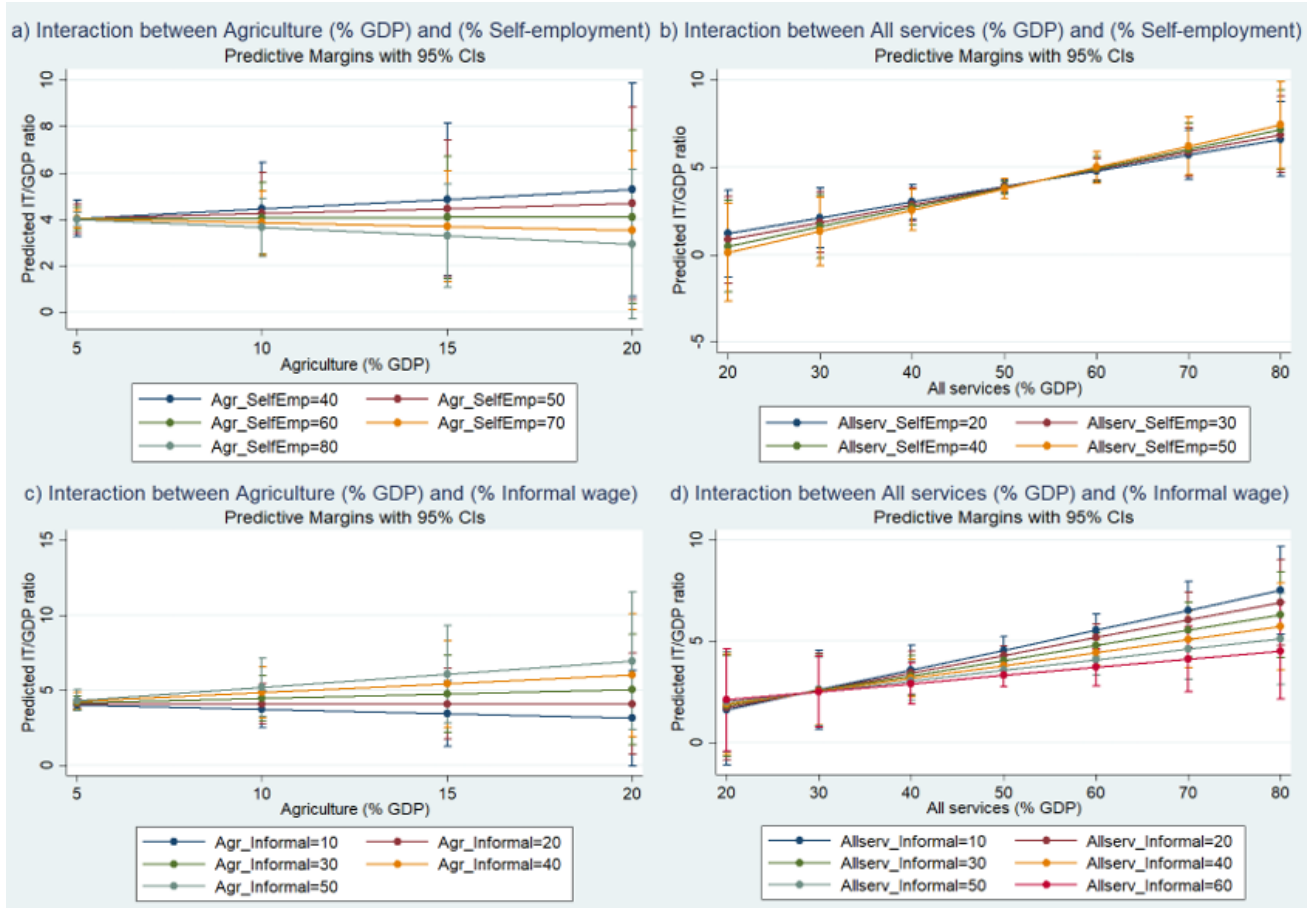 a) Interaction between Agriculture (% GDP) and (% Self-employment)
Predictive Margins with 95% CIs
Predicted IT/GDP ratio
10
8
6
4
2
0
5 10 15 20
Agriculture (% GDP)
Agr_SelfEmp=40 Agr_SelfEmp=50
Agr_SelfEmp=60 Agr_SelfEmp=70
Agr_SelfEmp=80
b) Interaction between All services (% GDP) and (% Self-employment)
Predictive Margins with 95% CIs
Predicted IT/GDP ratio
10
5
0
-5
20 30 40 50 60 70 80
All services (% GDP)
Allserv_SelfEmp=20 Allserv_SelfEmp=30
Allserv_SelfEmp=40 Allserv_SelfEmp=50
c) Interaction between Agriculture (% GDP) and (% Informal wage)
Predictive Margins with 95% CIs
Predicted IT/GDP ratio
15
10
5
0
5 10 15 20
Agriculture (% GDP)
Agr_Informal=10 Agr_Informal=20
Agr_Informal=30 Agr_Informal=40
Agr_Informal=50
d) Interaction between All services (% GDP) and (% Informal wage)
Predictive Margins with 95% CIs
Predicted IT/GDP ratio
10
5
0
20 30 40 50 60 70 80
All services (% GDP)
Allserv_Informal=10 Allserv_Informal=20
Allserv_Informal=30 Allserv_Informal=40
Allserv_Informal=50 Allserv_Informal=60